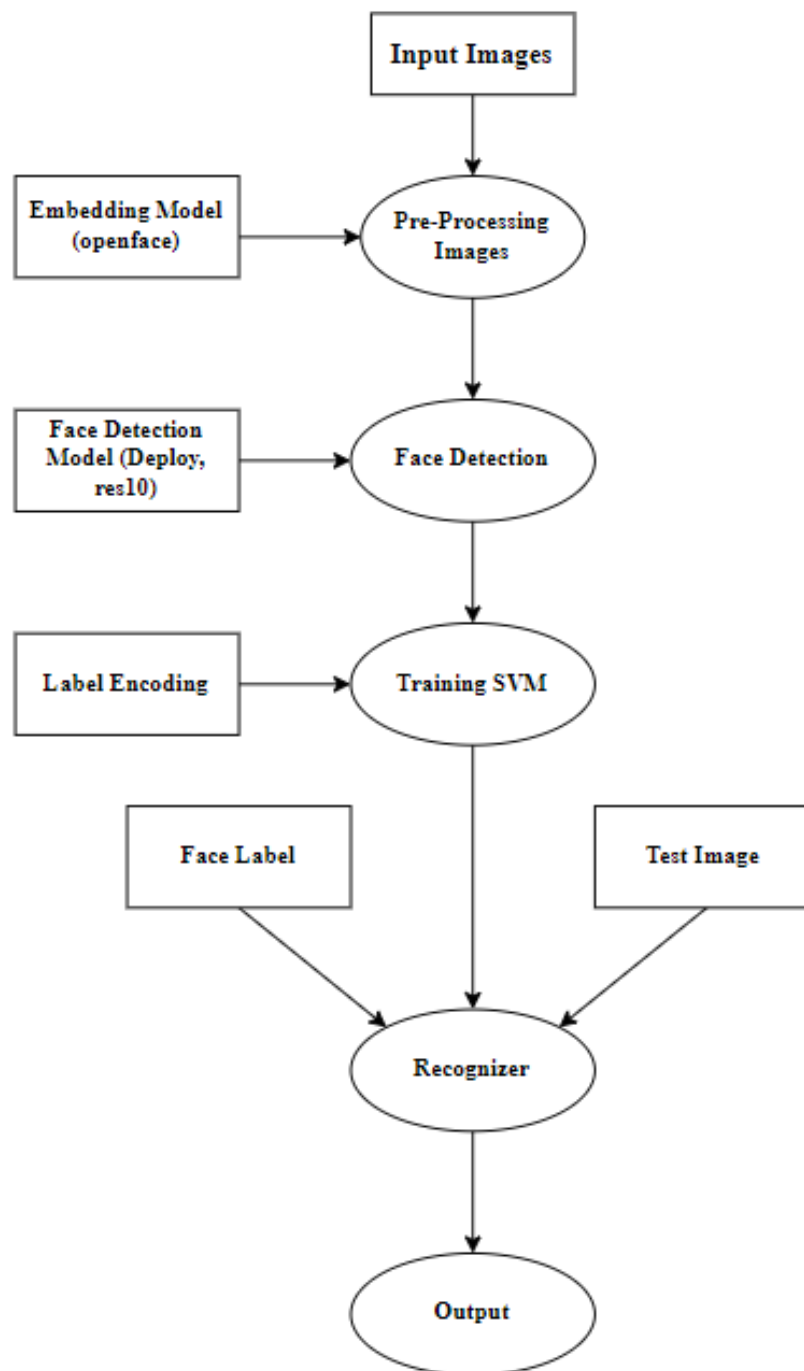 Input Images
Embedding Model
(openface)
Pre-Processing
Images
Face Detection
Model (Deploy,
res10)
Face Detection
Label Encoding
Training SVM
Face Label
Test Image
Recognizer
Output